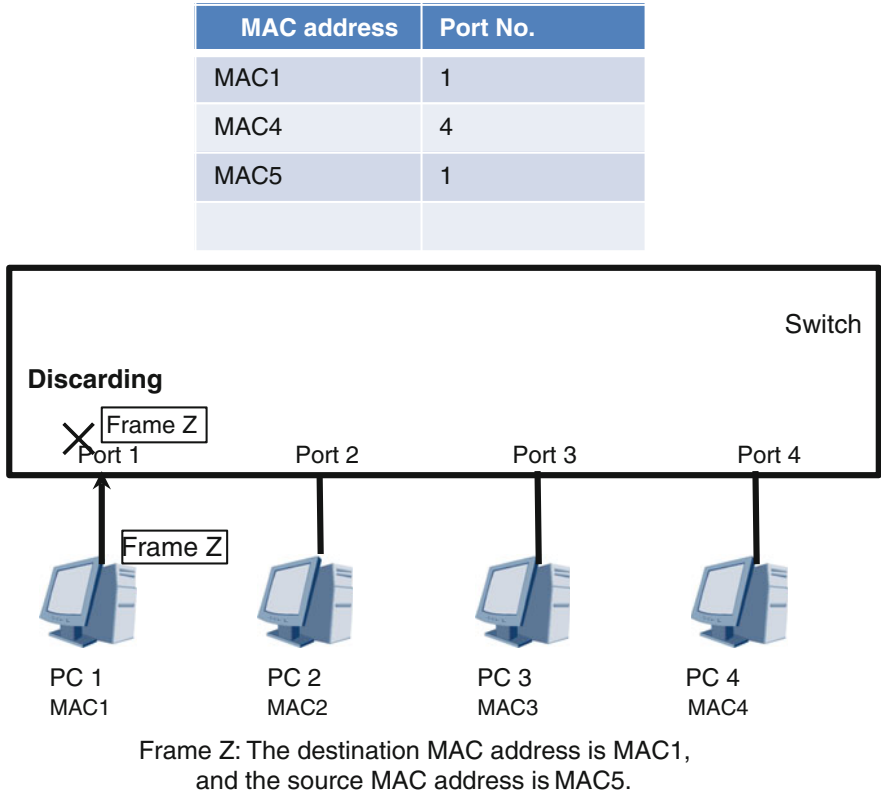 MAC address Port No.
MAC1 1
MAC4 4
MAC5 1
Switch
Discarding
Frame Z
Port 1 Port 2 Port 3 Port 4
Frame Z
PC 1 PC 2 PC 3 PC 4
MAC1 MAC2 MAC3 MAC4
Frame Z: The destination MAC address is MAC1,
and the source MAC address is MAC5.